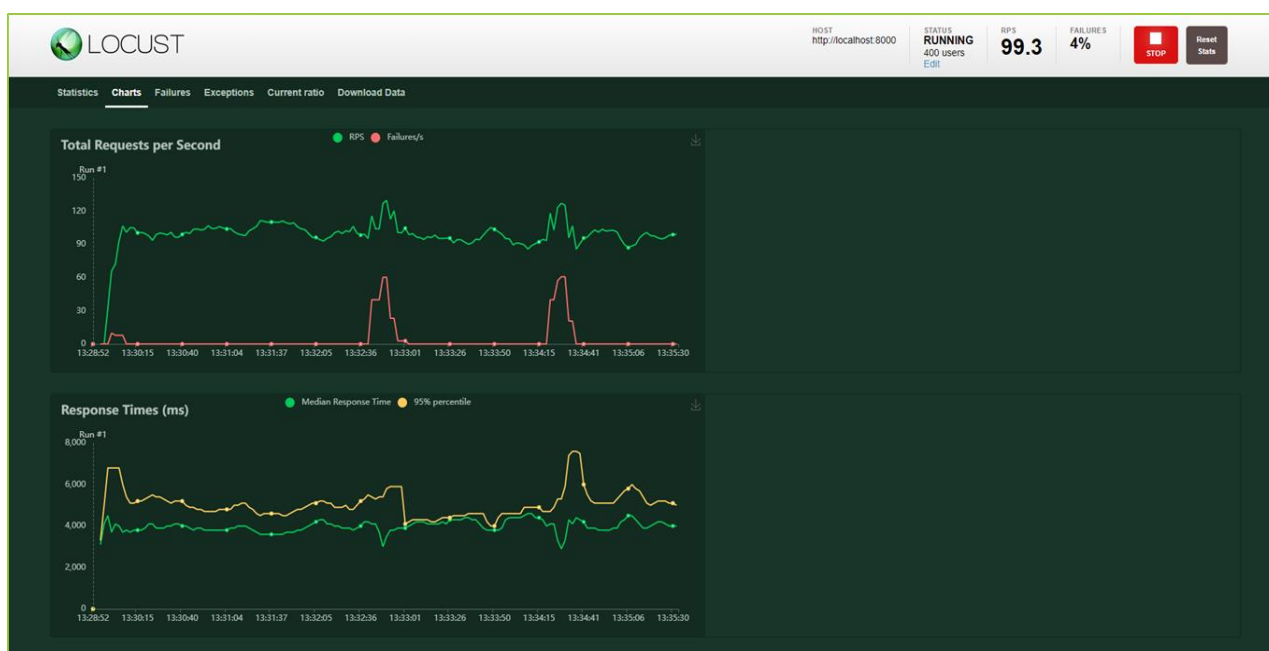 LOCUST
HOST
http://localhost:8000
STATUS
RUNNING
400 users
Edit
RPS
99.3
FAILURES
4%
STOP
Reset
Stats
Statistics Charts Failures Exceptions Current ratio Download Data
Total Requests per Second
RPS Failures/s
Run #1
150
120
90
60
30
0
13:28:52 13:30:15 13:30:40 13:31:04 13:31:37 13:32:05 13:32:36 13:33:01 13:33:26 13:33:50 13:34:15 13:34:41 13:35:06 13:35:30
Response Times (ms)
Median Response Time 95% percentile
Run #1
8,000
6,000
4,000
2,000
0
13:28:52 13:30:15 13:30:40 13:31:04 13:31:37 13:32:05 13:32:36 13:33:01 13:33:26 13:33:50 13:34:15 13:34:41 13:35:06 13:35:30